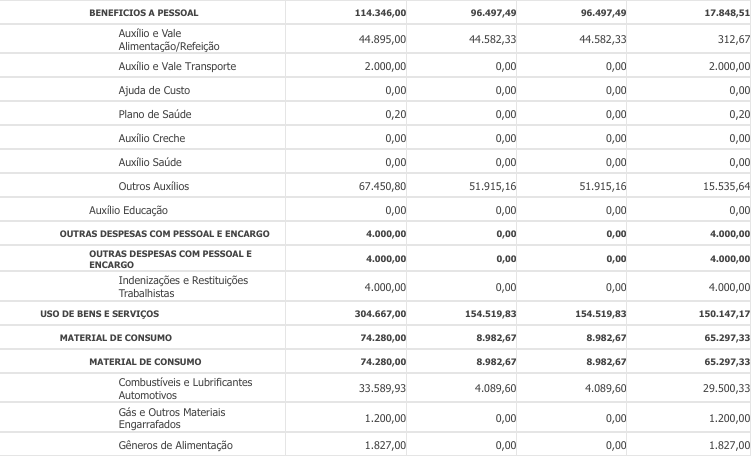 BENEFICIOS A PESSOAL 114.346,00 96.497,49 96.497,49 17.848,51
Auxílio e Vale
Alimentação/Refeição 44.895,00 44.582,33 44.582,33 312,67
Auxílio e Vale Transporte 2.000,00 0,00 0,00 2.000,00
Ajuda de Custo 0,00 0,00 0,00 0,00
Plano de Saúde 0,20 0,00 0,00 0,20
Auxílio Creche 0,00 0,00 0,00 0,00
Auxílio Saúde 0,00 0,00 0,00 0,00
Outros Auxílios 67.450,80 51.915,16 51.915,16 15.535,64
Auxílio Educação 0,00 0,00 0,00 0,00
OUTRAS DESPESAS COM PESSOAL E ENCARGO 4.000,00 0,00 0,00 4.000,00
OUTRAS DESPESAS COM PESSOAL E
ENCARGO 4.000,00 0,00 0,00 4.000,00
Indenizações e Restituições
Trabalhistas 4.000,00 0,00 0,00 4.000,00
USO DE BENS E SERVIÇOS 304.667,00 154.519,83 154.519,83 150.147,17
MATERIAL DE CONSUMO 74.280,00 8.982,67 8.982,67 65.297,33
MATERIAL DE CONSUMO 74.280,00 8.982,67 8.982,67 65.297,33
Combustíveis e Lubrificantes
Automotivos 33.589,93 4.089,60 4.089,60 29.500,33
Gás e Outros Materiais
Engarrafados 1.200,00 0,00 0,00 1.200,00
Gêneros de Alimentação 1.827,00 0,00 0,00 1.827,00